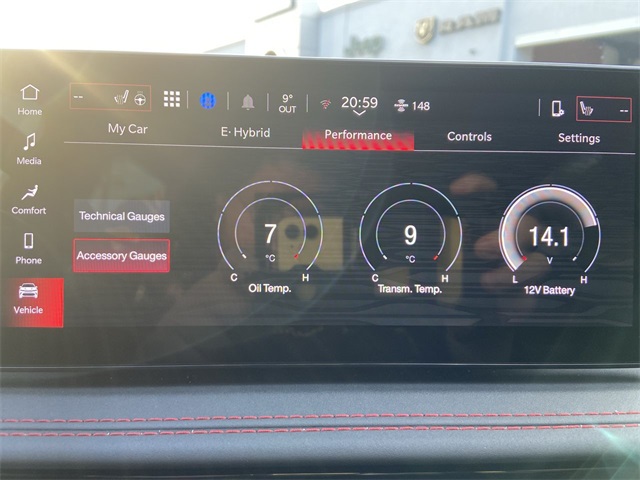 Home
Media
Comfort
Phone
Vehicle
--
9°
OUT
20:59
148
--
My Car
E-Hybrid
Performance
Controls
Settings
Technical Gauges
Accessory Gauges
7
°C
C H
Oil Temp.
9
°C
C H
Transm. Temp.
14.1
V
L H
12V Battery